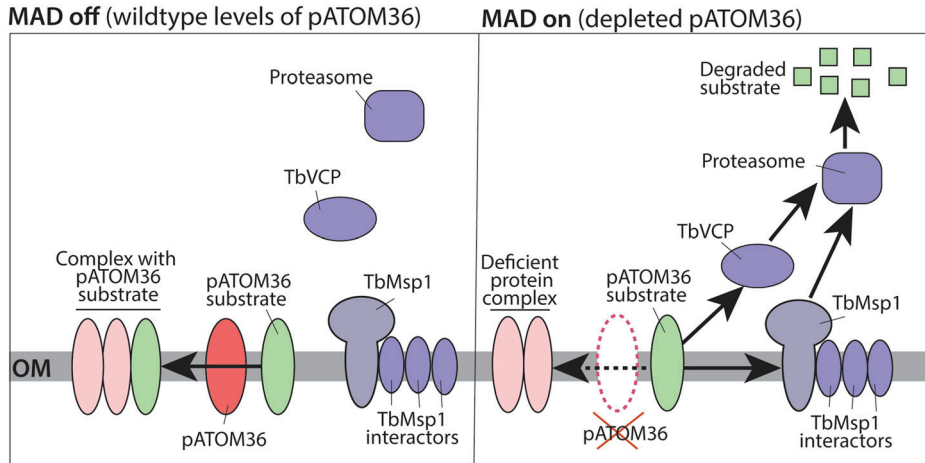 MAD off (wildtype levels of pATOM36)
Proteasome
TbVCP
Complex with
pATOM36
substrate
pATOM36
substrate
TbMsp1
OM
pATOM36
TbMsp1
interactors
MAD on (depleted pATOM36)
Degraded
substrate
Proteasome
TbVCP
Deficient
protein
complex
pATOM36
substrate
TbMsp1
pATOM36
TbMsp1
interactors